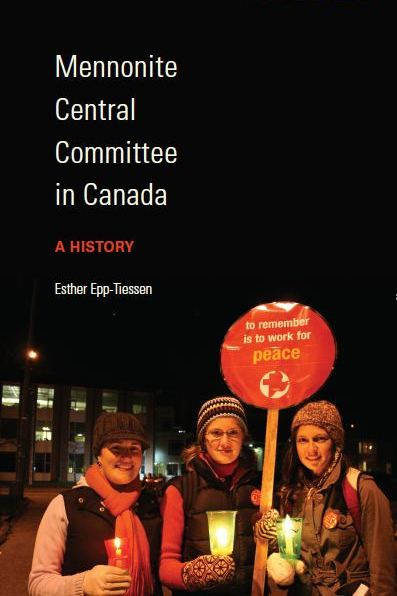 Mennonite
Central
Committee
in Canada
A HISTORY
Esther Epp-Tiessen
to remember
is to work for
peace